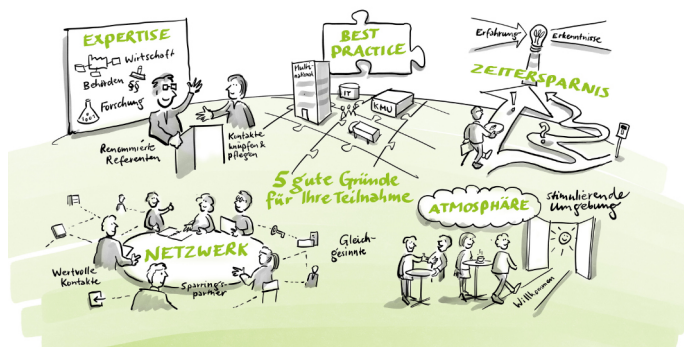 EXPERTISE
Wirtschaft
Behörden §§
Forschung
Renommierte
Referenten
Kontakte
knüpfen &
pflegen
BEST
PRACTICE
Multi-
national
IT
KMU
Erfahrung
Erkenntnisse
ZEITERSPARNIS
!
?
5 gute Gründe
für Ihre Teilnahme
NETZWERK
Wertvolle
Kontakte
Sparrings-
partner
Gleich-
gesinnte
ATMOSPHÄRE
stimulierende
Umgebung
Willkommen